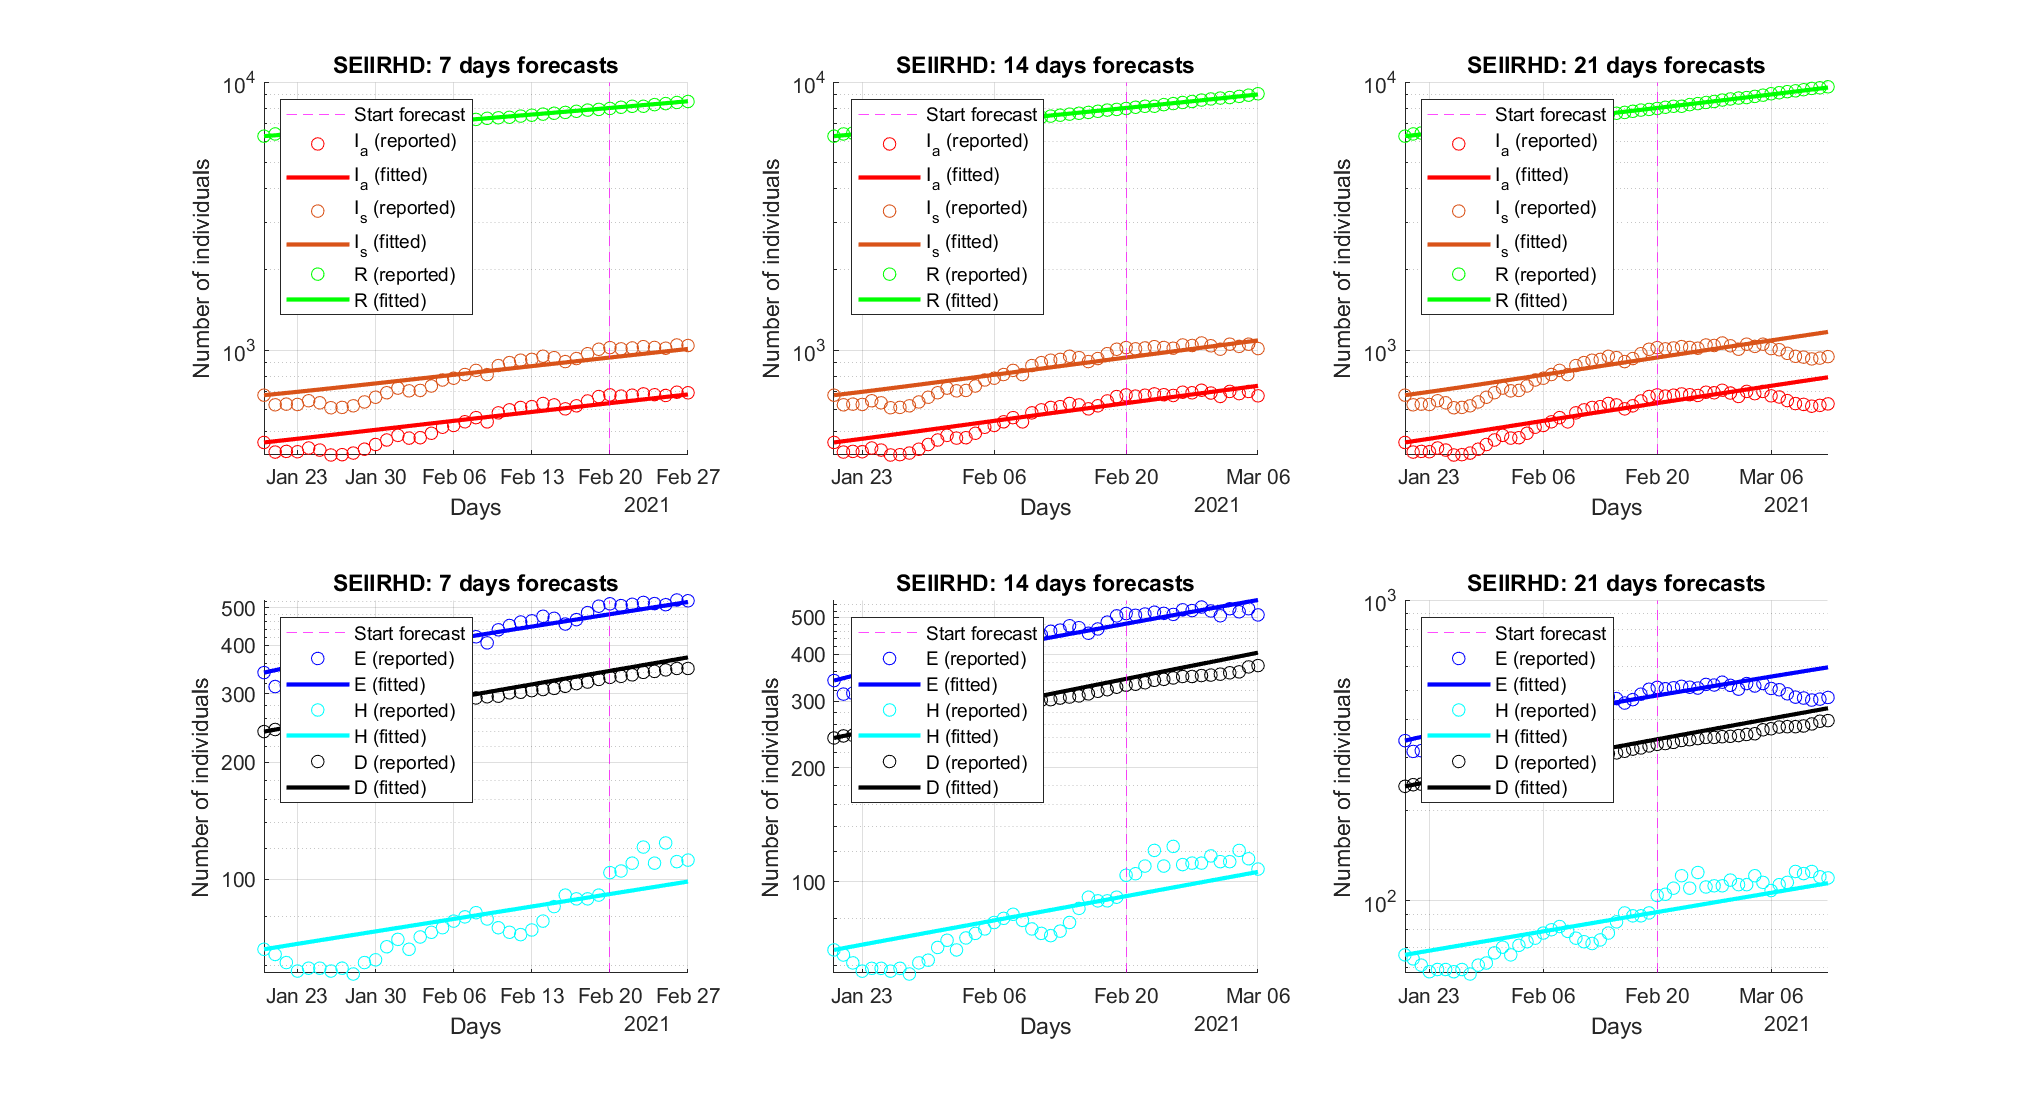 SEIIRHD: 7 days forecasts
10^4
10^3
Number of individuals
Start forecast
I_a (reported)
I_a (fitted)
I_s (reported)
I_s (fitted)
R (reported)
R (fitted)
Jan 23 Jan 30 Feb 06 Feb 13 Feb 20 Feb 27
Days
2021
SEIIRHD: 14 days forecasts
10^4
10^3
Number of individuals
Start forecast
I_a (reported)
I_a (fitted)
I_s (reported)
I_s (fitted)
R (reported)
R (fitted)
Jan 23 Feb 06 Feb 20 Mar 06
Days
2021
SEIIRHD: 21 days forecasts
10^4
10^3
Number of individuals
Start forecast
I_a (reported)
I_a (fitted)
I_s (reported)
I_s (fitted)
R (reported)
R (fitted)
Jan 23 Feb 06 Feb 20 Mar 06
Days
2021
SEIIRHD: 7 days forecasts
500
400
300
200
100
Number of individuals
Start forecast
E (reported)
E (fitted)
H (reported)
H (fitted)
D (reported)
D (fitted)
Jan 23 Jan 30 Feb 06 Feb 13 Feb 20 Feb 27
Days
2021
SEIIRHD: 14 days forecasts
500
400
300
200
100
Number of individuals
Start forecast
E (reported)
E (fitted)
H (reported)
H (fitted)
D (reported)
D (fitted)
Jan 23 Feb 06 Feb 20 Mar 06
Days
2021
SEIIRHD: 21 days forecasts
10^3
10^2
Number of individuals
Start forecast
E (reported)
E (fitted)
H (reported)
H (fitted)
D (reported)
D (fitted)
Jan 23 Feb 06 Feb 20 Mar 06
Days
2021